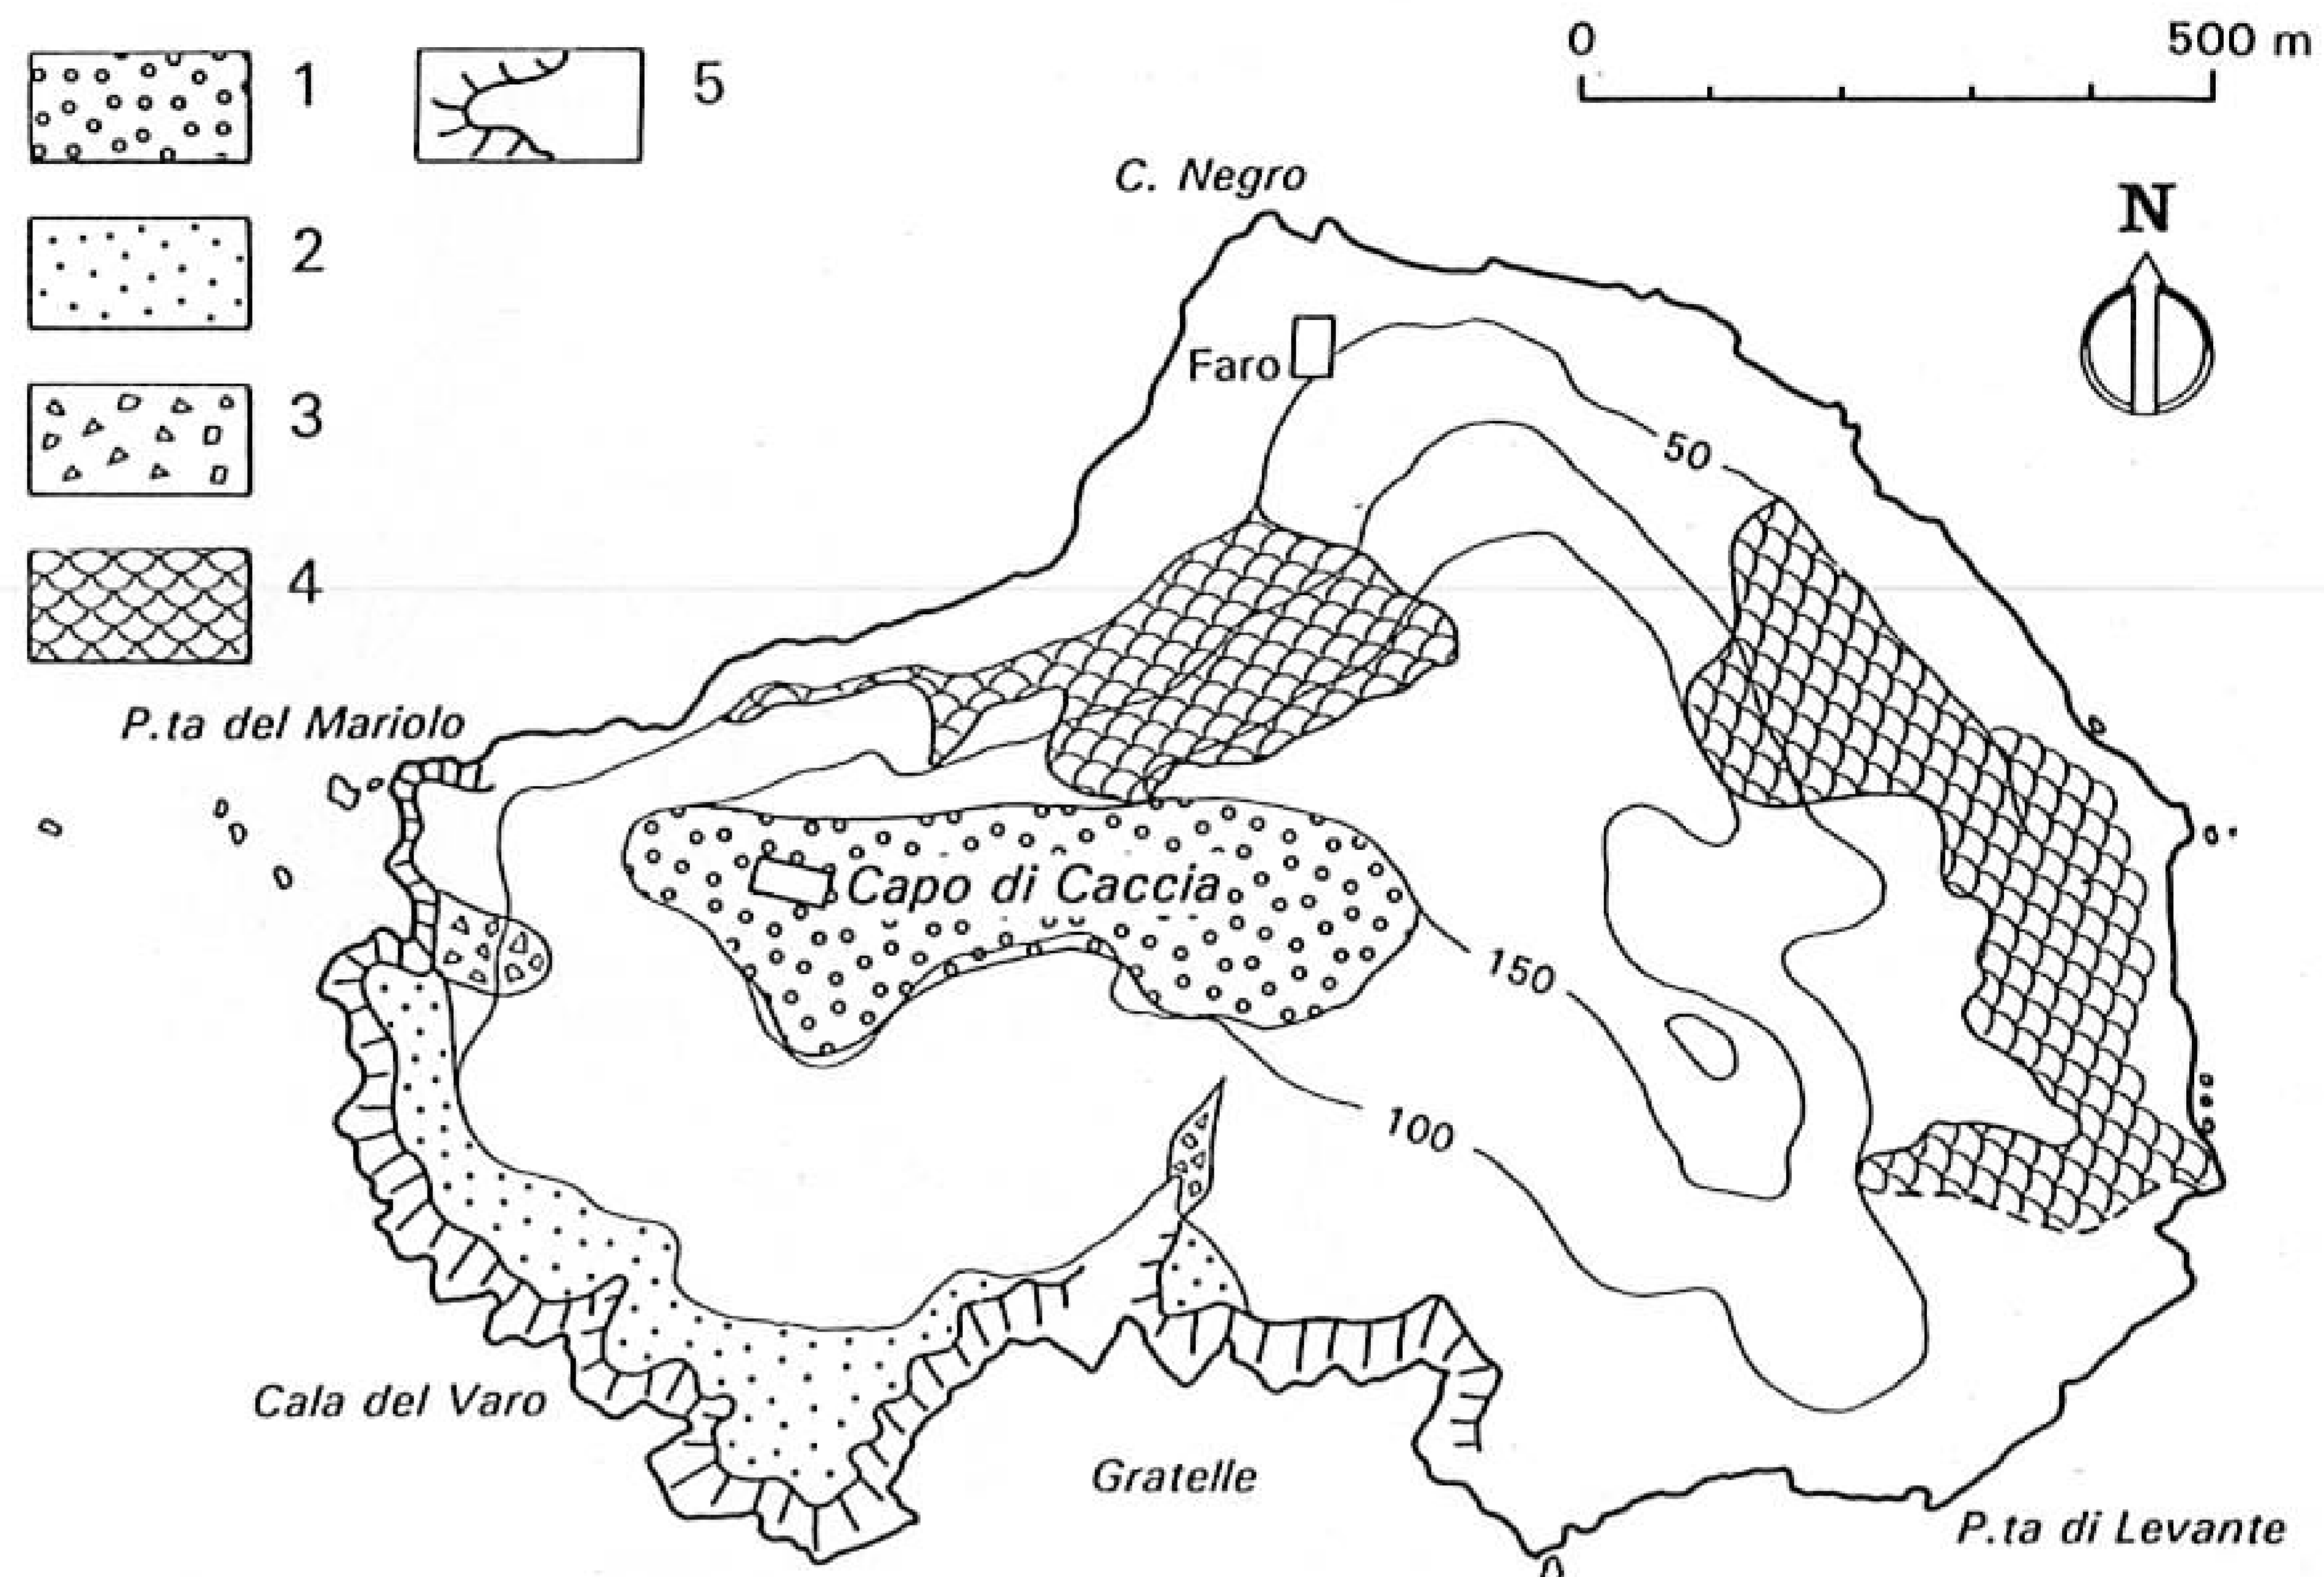 0 500 m
1 5
C. Negro
N
2
Faro
3
50
4
P.ta del Mariolo
Capo di Caccia
150
100
Cala del Varo
Gratelle
P.ta di Levante